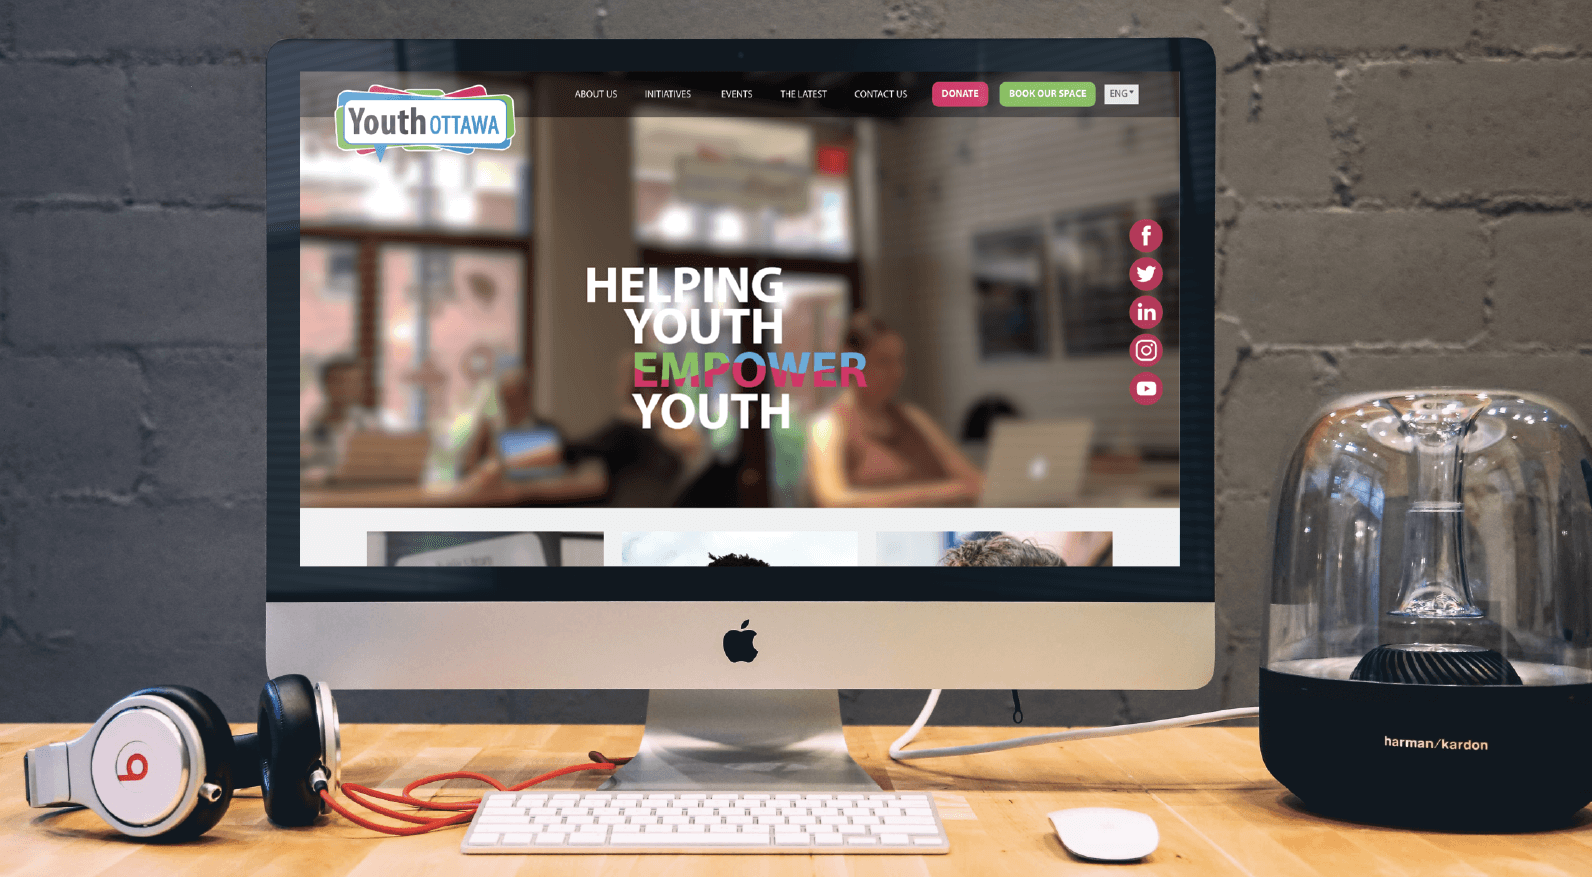 Youth OTTAWA
ABOUT US
INITIATIVES
EVENTS
THE LATEST
CONTACT US
DONATE
BOOK OUR SPACE
ENG
HELPING
YOUTH
EMPOWER
YOUTH
f
in
b
harman/kardon